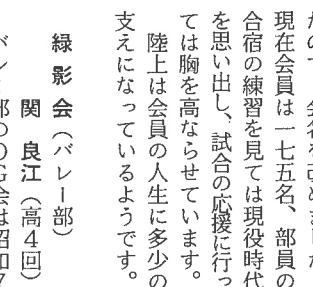 現在会員は一七五名、部員の
合宿の練習を見ては現役時代
を思い出し、試合の応援に行っ
ては胸を高ならせています。
陸上は会員の人生に多少の
支えになっているようです。
緑影会(バレー部)
関 良江(高4回)